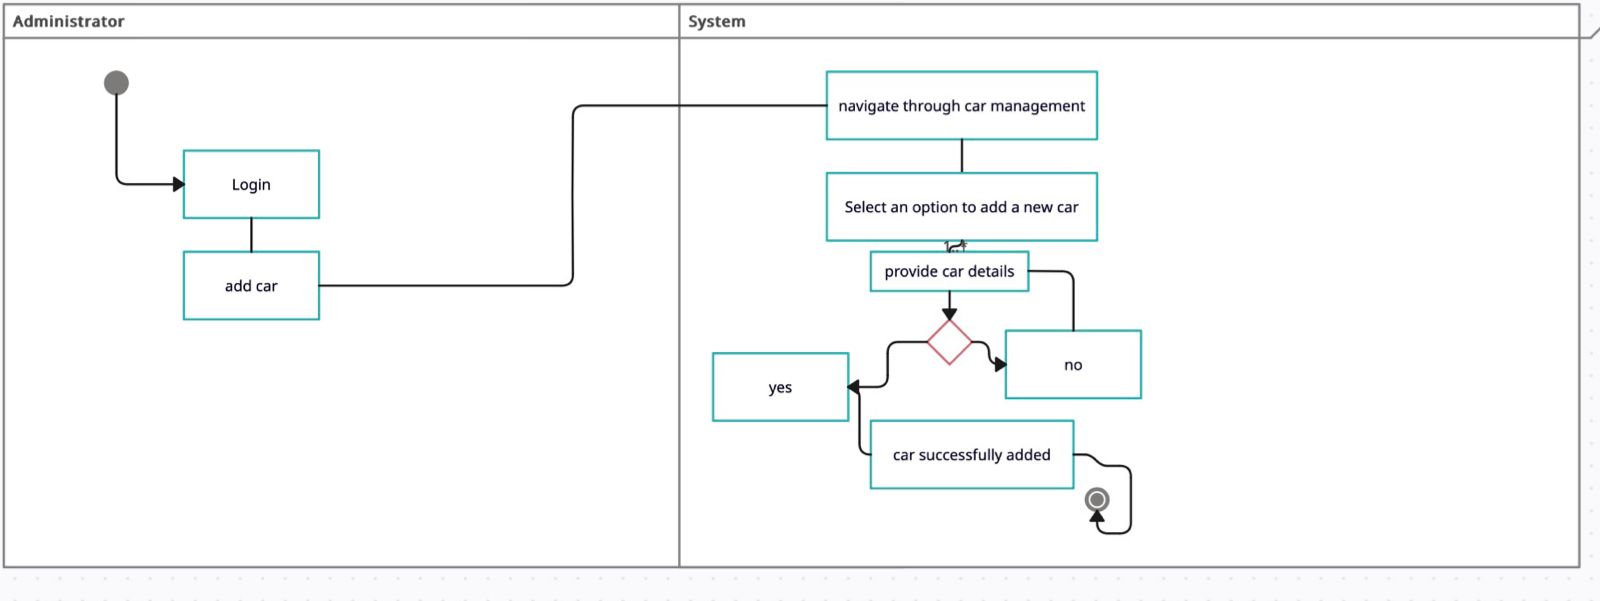 Administrator
System
navigate through car management
Login
Select an option to add a new car
add car
provide car details
no
yes
car successfully added